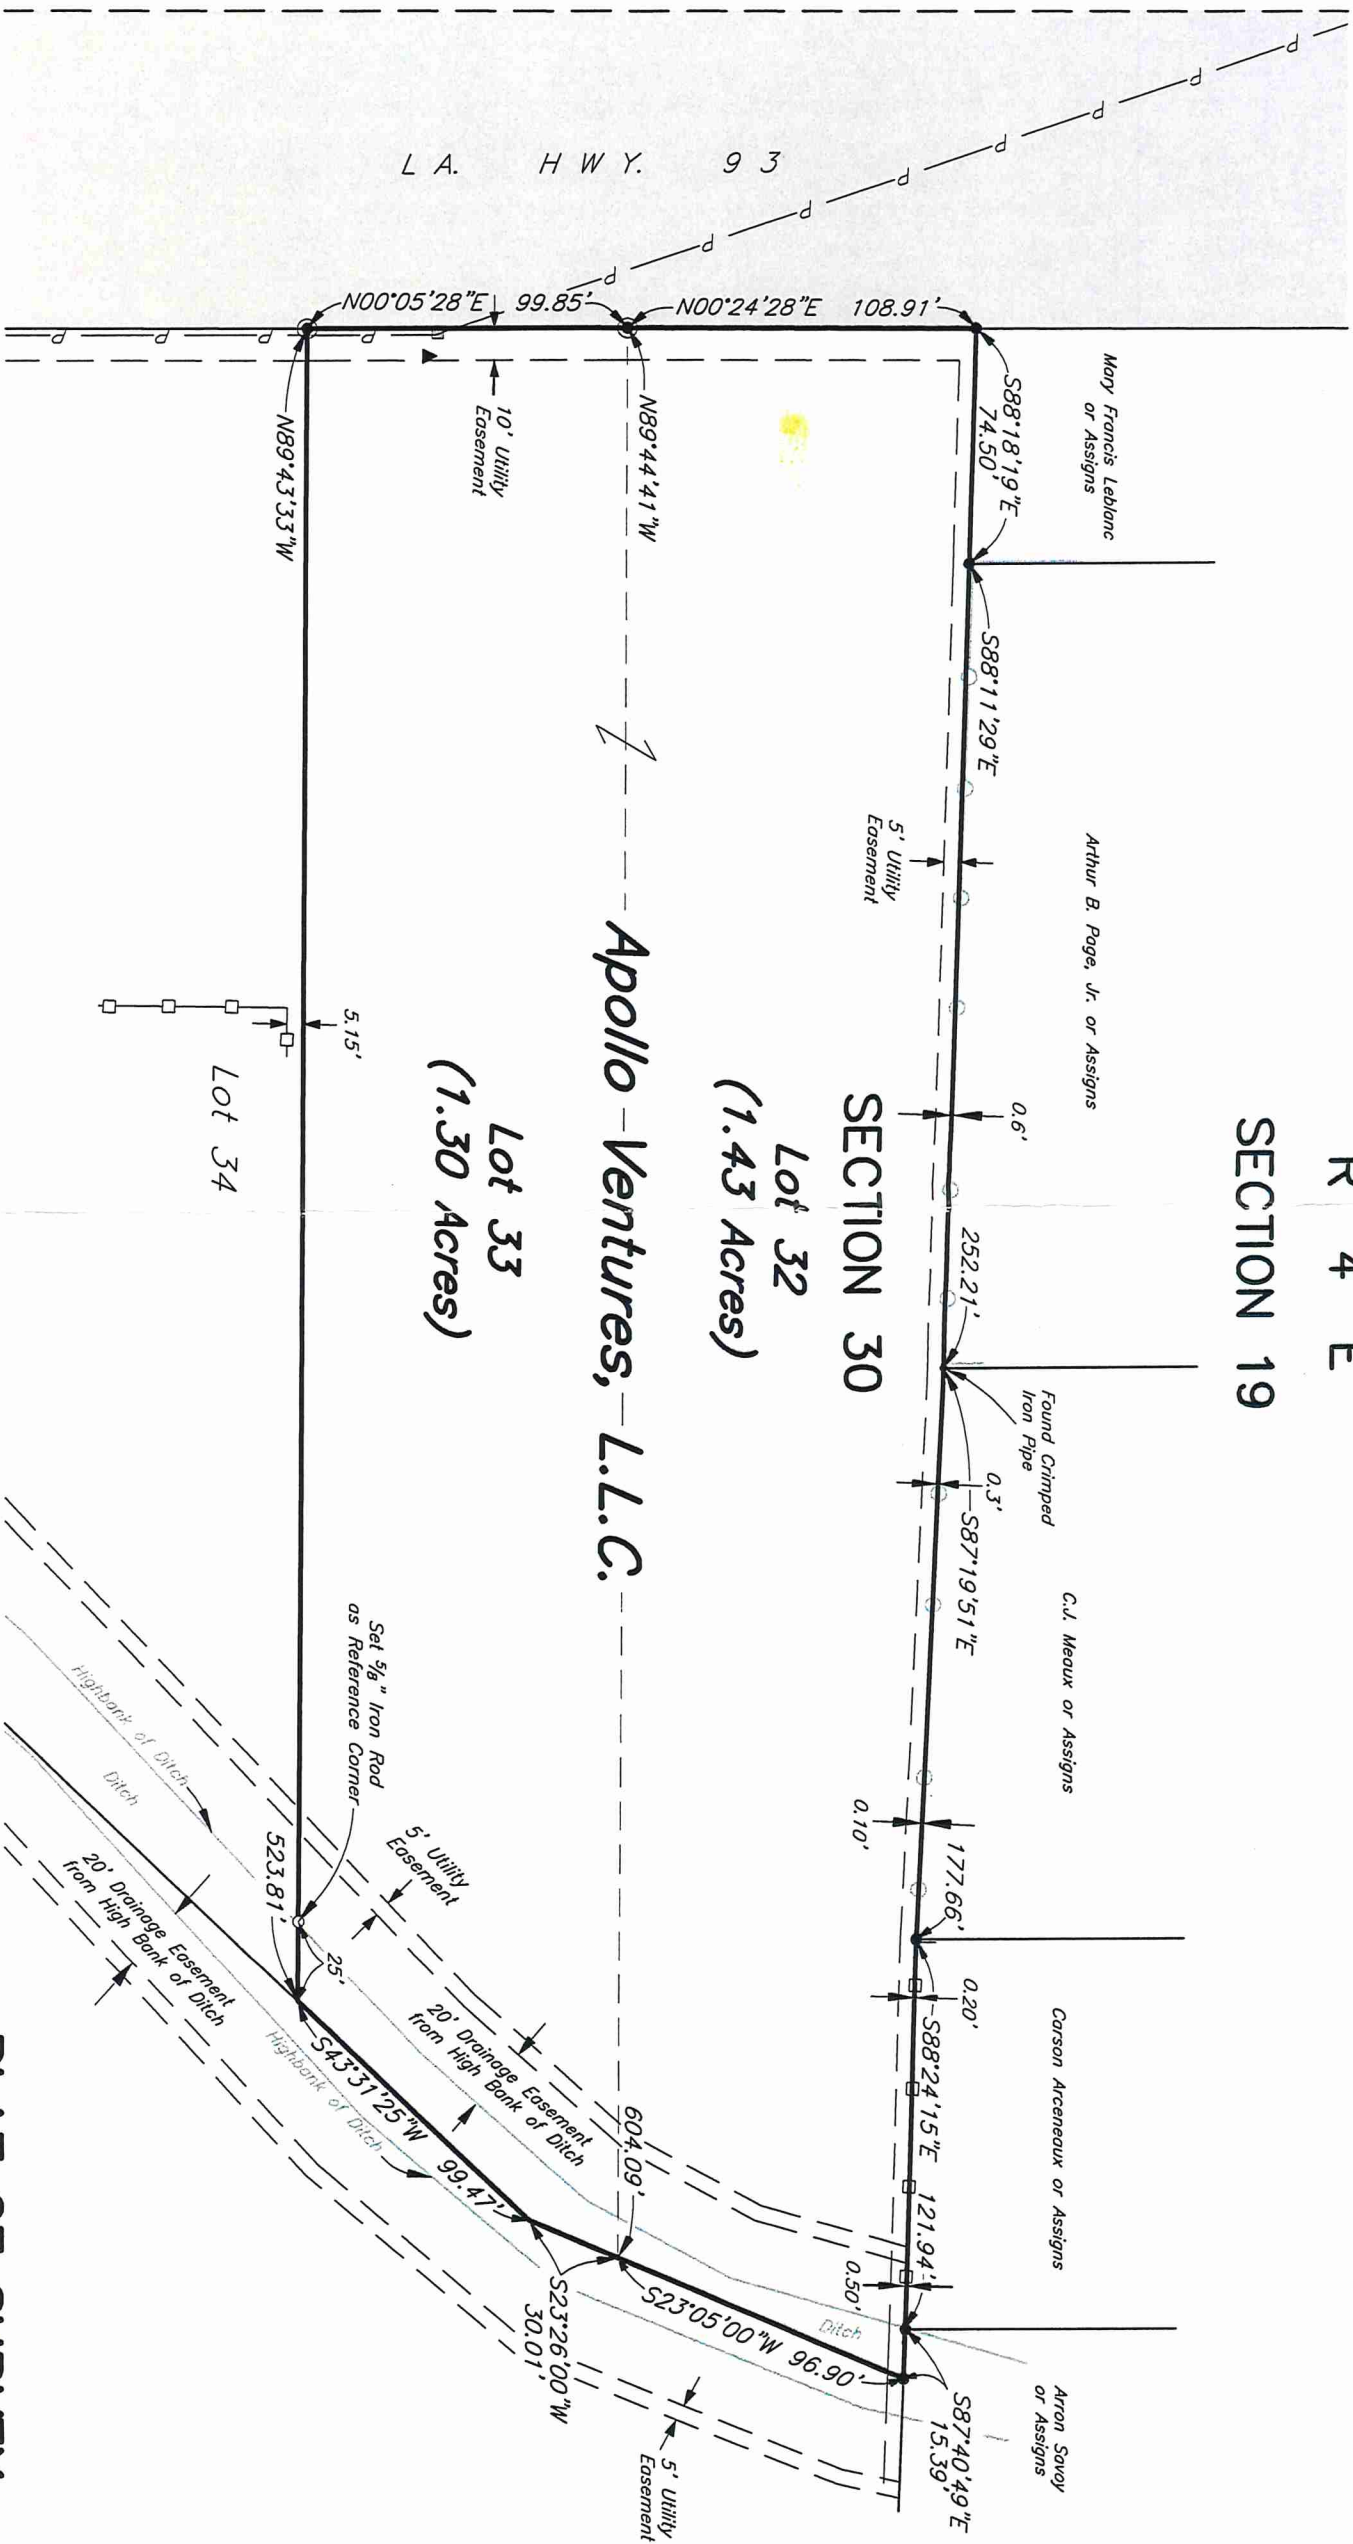 R 4 E
SECTION 19
Mary Francis Leblanc
or Assigns
Arthur B. Page, Jr. or Assigns
C.J. Meaux or Assigns
Carson Arceneaux or Assigns
Arron Savoy
or Assigns
Found Crimped
Iron Pipe
S88°18'19"E
74.50'
S88°11'29"E
0.6'
252.21'
0.3'
S87°19'51"E
177.66'
0.10'
0.20'
S88°24'15"E 121.94'
0.50'
S87°40'49"E
15.39'
5' Utility
Easement
SECTION 30
Lot 32
(1.43 Acres)
LA. HWY. 93
N00°24'28"E 108.91'
N00°05'28"E 99.85'
N89°44'41"W
604.09'
Apollo Ventures, L.L.C.
10' Utility
Easement
Lot 33
(1.30 Acres)
S23°05'00"W 96.90'
S23°26'00"W
30.01'
S43°31'25"W 99.47'
Ditch
20' Drainage Easement
from High Bank of Ditch
5' Utility
Easement
5' Utility
Easement
Set 5/8" Iron Rod
as Reference Corner
25'
N89°43'33"W
523.81'
5.15'
Lot 34
Highbank of Ditch
Highbank of Ditch
Ditch
20' Drainage Easement
from High Bank of Ditch
P P P P P P P P
P P P P